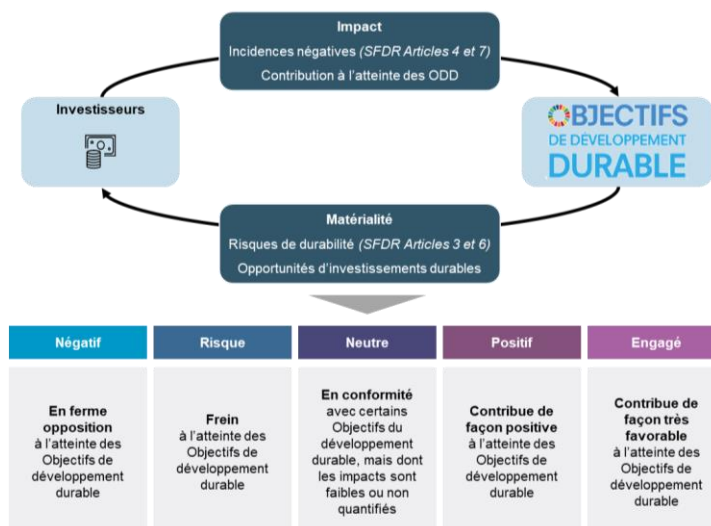 Impact
Incidences négatives (SFDR Articles 4 et 7)
Contribution à l'atteinte des ODD
Investisseurs
OBJECTIFS
DE DÉVELOPPEMENT
DURABLE
Matérialité
Risques de durabilité (SFDR Articles 3 et 6)
Opportunités d'investissements durables
Négatif
Risque
Neutre
Positif
Engagé
En ferme
opposition
à l'atteinte des
Objectifs de
développement
durable
Frein
à l'atteinte des
Objectifs de
développement
durable
En conformité
avec certains
Objectifs du
développement
durable, mais dont
les impacts sont
faibles ou non
quantifiés
Contribue de
façon positive
à l'atteinte des
Objectifs de
développement
durable
Contribue de
façon très
favorable
à l'atteinte des
Objectifs de
développement
durable